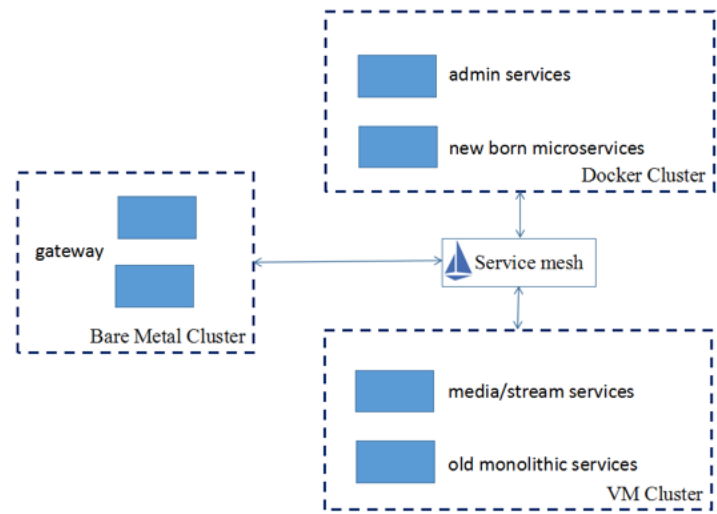 admin services
new born microservices
Docker Cluster
gateway
Bare Metal Cluster
Service mesh
media/stream services
old monolithic services
VM Cluster